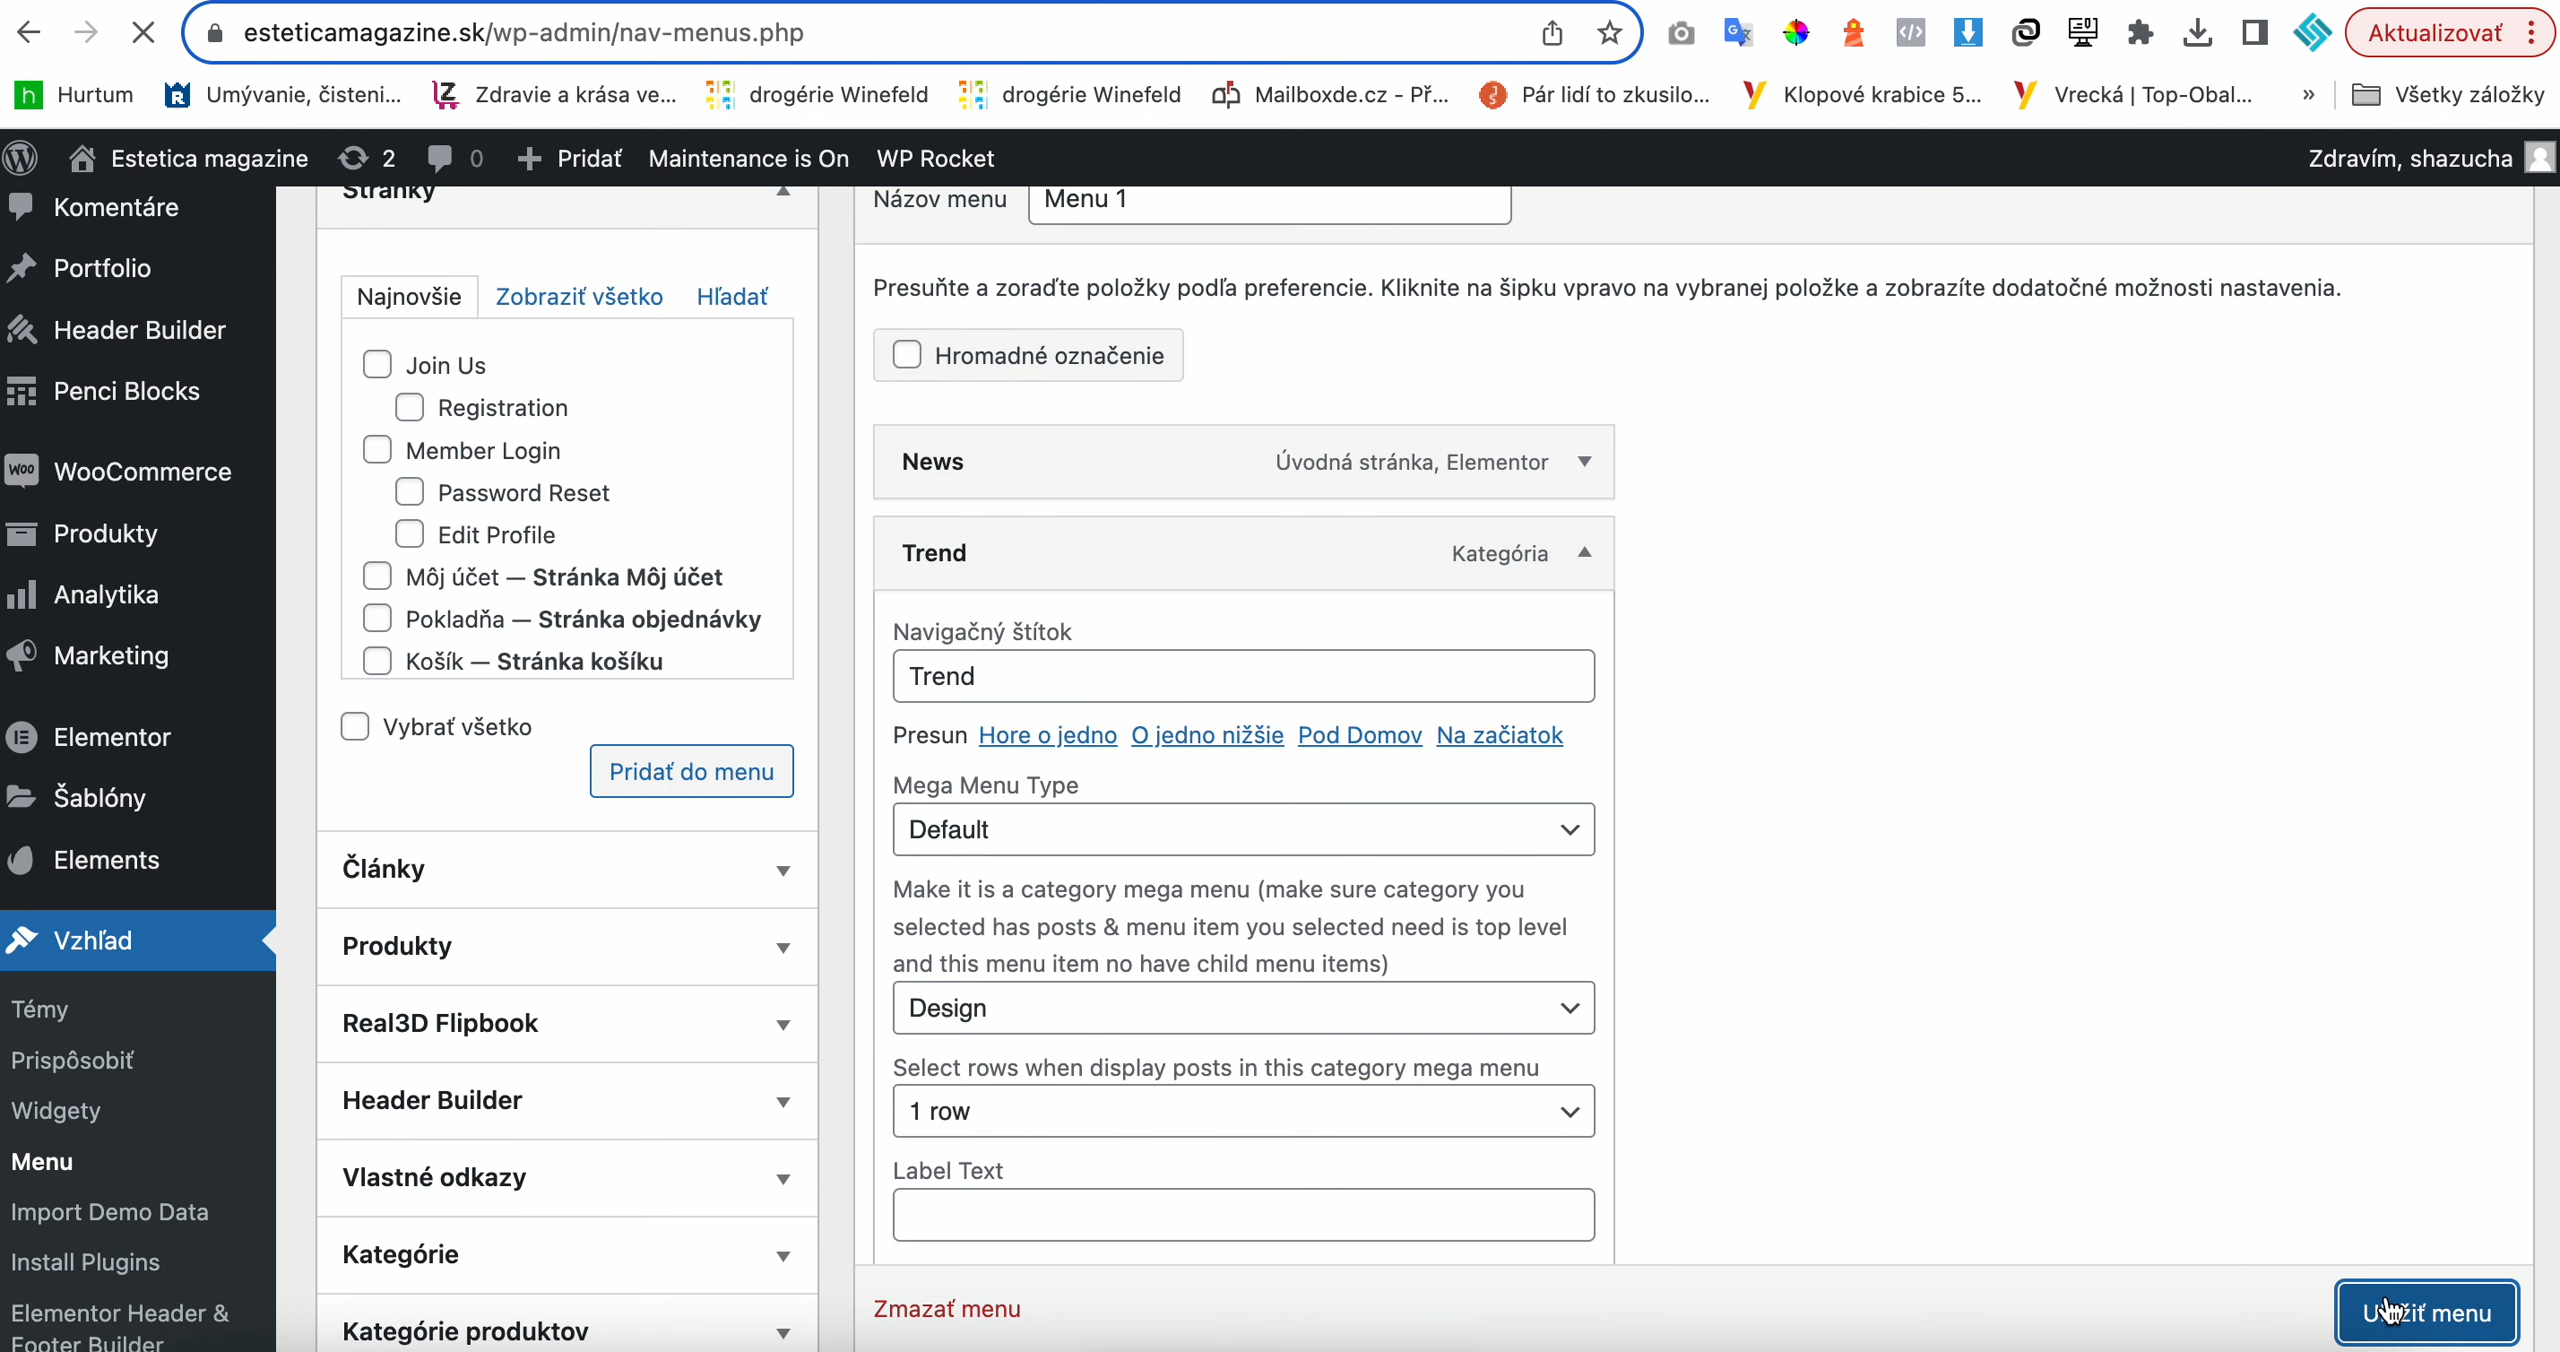 esteticamagazine.sk/wp-admin/nav-menus.php
Aktualizovať
Hurtum
Umývanie, čisteni...
Zdravie a krása ve...
drogérie Winefeld
drogérie Winefeld
Mailboxde.cz - Př...
Pár lidí to zkusilo...
Klopové krabice 5...
Vrecká | Top-Obal...
»
Všetky záložky
Estetica magazine
2
0
Pridať
Maintenance is On
WP Rocket
Zdravím, shazucha
Komentáre
Portfolio
Header Builder
Penci Blocks
WooCommerce
Produkty
Analytika
Marketing
Elementor
Šablóny
Elements
Vzhľad
Témy
Prispôsobiť
Widgety
Menu
Import Demo Data
Install Plugins
Elementor Header &
Footer Builder
Stránky
Najnovšie
Zobraziť všetko
Hľadať
Join Us
Registration
Member Login
Password Reset
Edit Profile
Môj účet — Stránka Môj účet
Pokladňa — Stránka objednávky
Košík — Stránka košíku
Vybrať všetko
Pridať do menu
Články
Produkty
Real3D Flipbook
Header Builder
Vlastné odkazy
Kategórie
Kategórie produktov
Názov menu
Menu 1
Presuňte a zoraďte položky podľa preferencie. Kliknite na šípku vpravo na vybranej položke a zobrazíte dodatočné možnosti nastavenia.
Hromadné označenie
News
Úvodná stránka, Elementor
Trend
Kategória
Navigačný štítok
Trend
Presun Hore o jedno O jedno nižšie Pod Domov Na začiatok
Mega Menu Type
Default
Make it is a category mega menu (make sure category you
selected has posts & menu item you selected need is top level
and this menu item no have child menu items)
Design
Select rows when display posts in this category mega menu
1 row
Label Text
Zmazať menu
menu